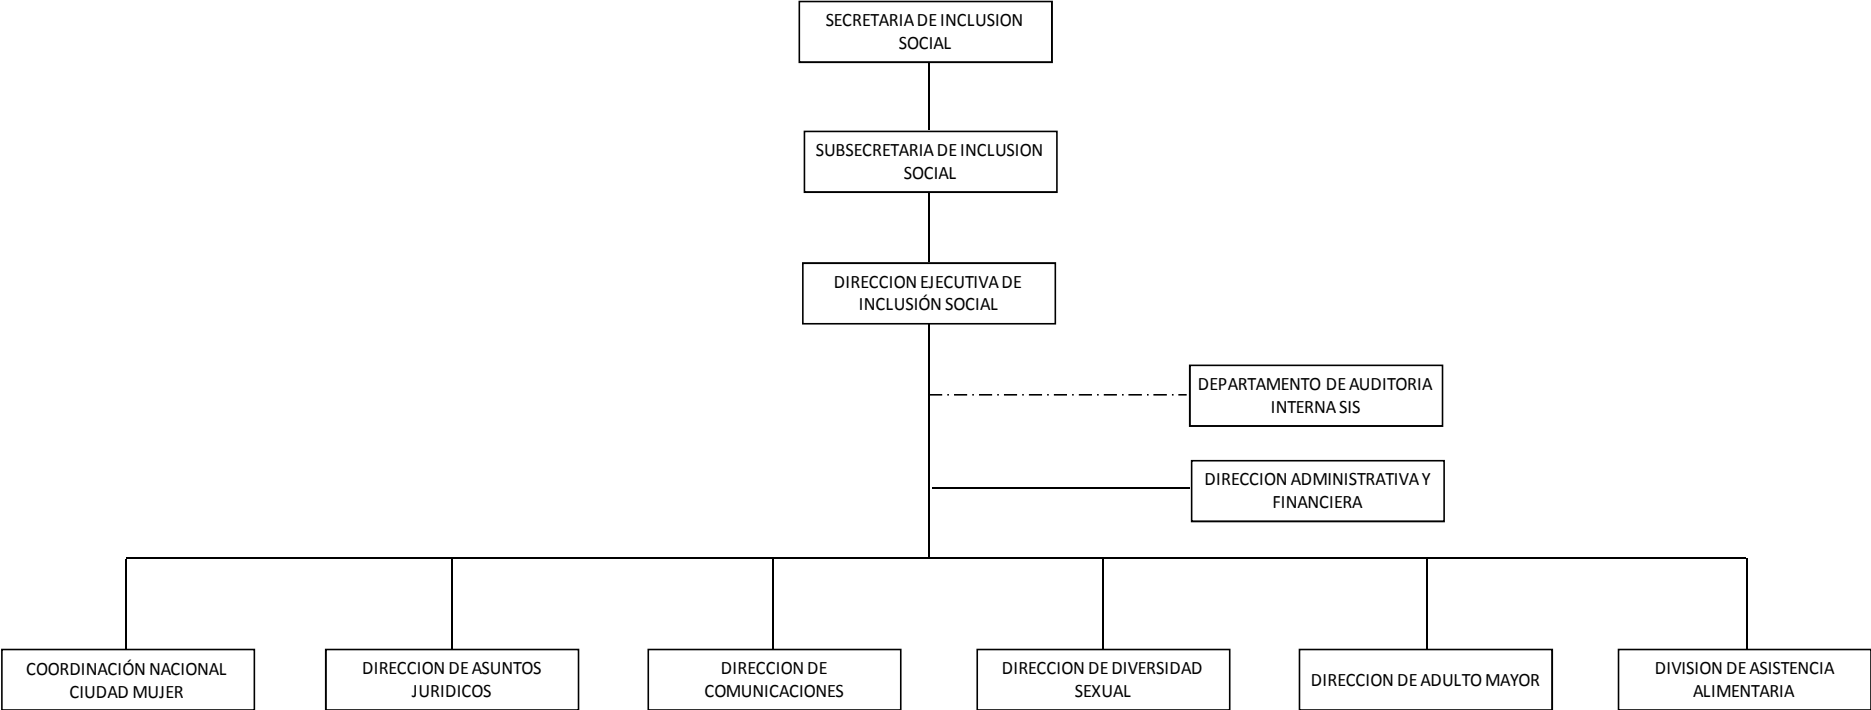 SECRETARIA DE INCLUSION
SOCIAL
SUBSECRETARIA DE INCLUSION
SOCIAL
DIRECCION EJECUTIVA DE
INCLUSIÓN SOCIAL
DEPARTAMENTO DE AUDITORIA
INTERNA SIS
DIRECCION ADMINISTRATIVA Y
FINANCIERA
COORDINACIÓN NACIONAL
CIUDAD MUJER
DIRECCION DE ASUNTOS
JURIDICOS
DIRECCION DE
COMUNICACIONES
DIRECCION DE DIVERSIDAD
SEXUAL
DIRECCION DE ADULTO MAYOR
DIVISION DE ASISTENCIA
ALIMENTARIA